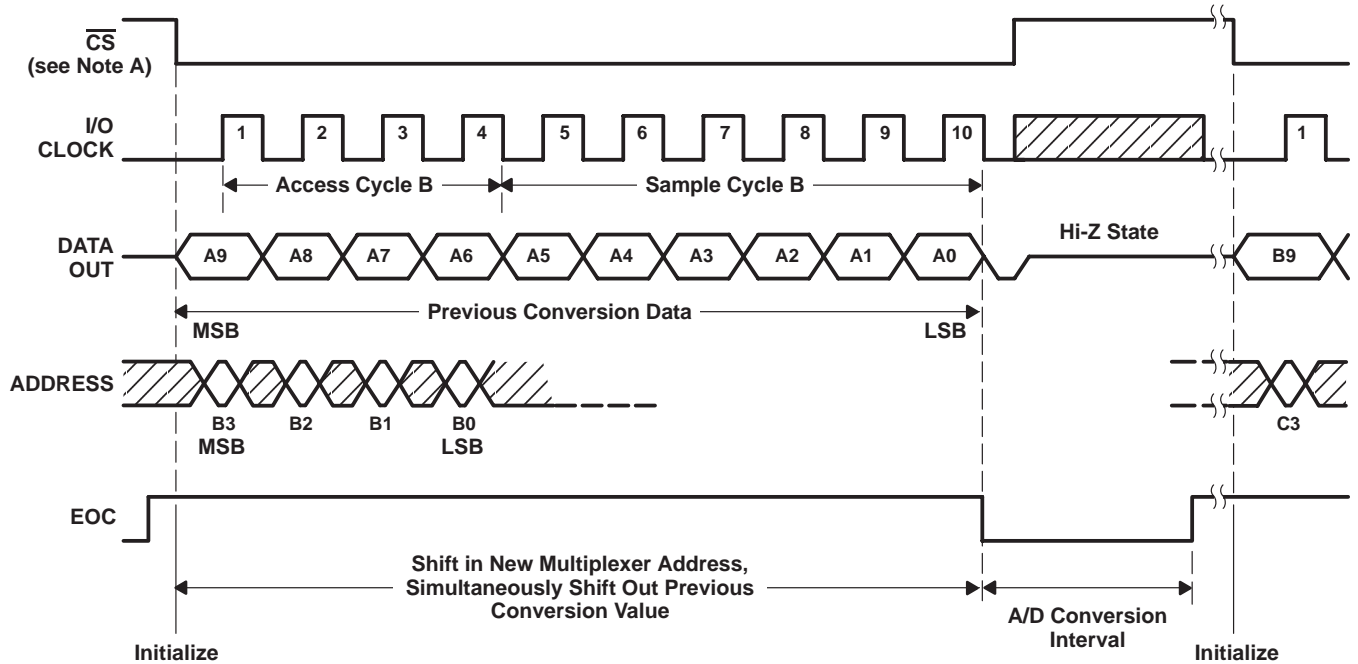 CS
(see Note A)
I/O
CLOCK
1 2 3 4 5 6 7 8 9 10 1
Access Cycle B Sample Cycle B
DATA
OUT
A9 A8 A7 A6 A5 A4 A3 A2 A1 A0 Hi-Z State B9
Previous Conversion Data
MSB LSB
ADDRESS
B3 B2 B1 B0 C3
MSB LSB
EOC
Shift in New Multiplexer Address,
Simultaneously Shift Out Previous
Conversion Value
A/D Conversion
Interval
Initialize Initialize